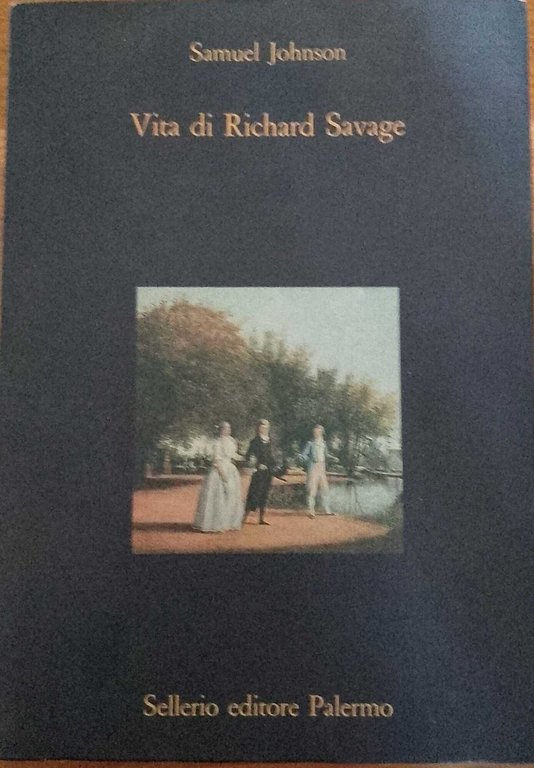 Samuel Johnson
Vita di Richard Savage
Sellerio editore Palermo